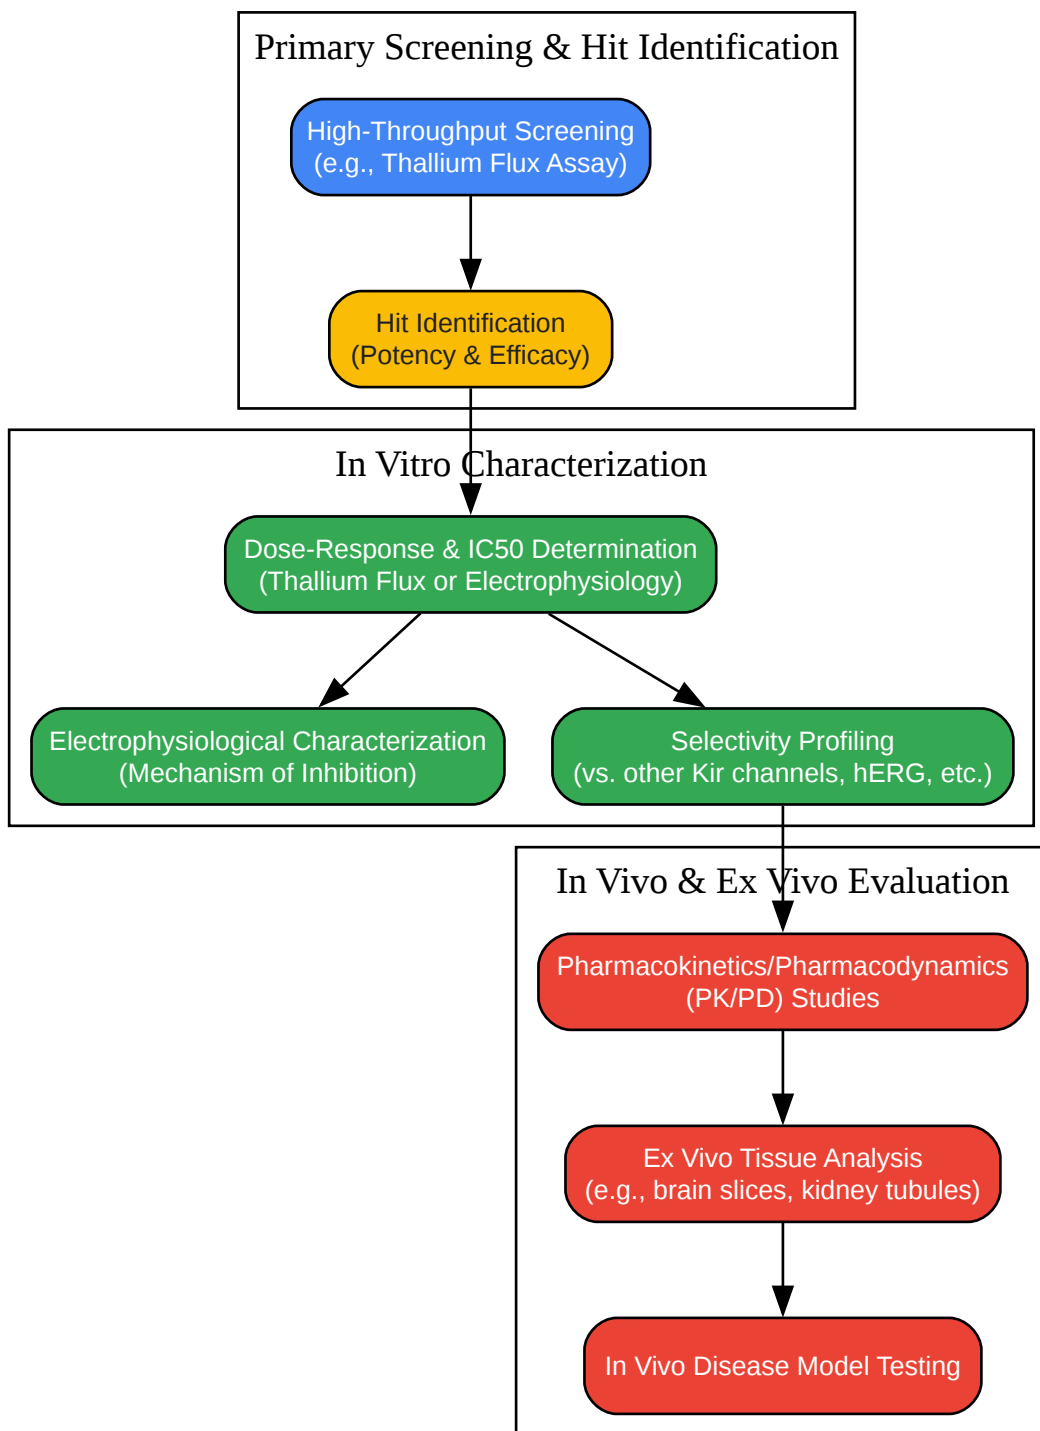 Primary Screening & Hit Identification
High-Throughput Screening
(e.g., Thallium Flux Assay)
Hit Identification
(Potency & Efficacy)
In Vitro Characterization
Dose-Response & IC50 Determination
(Thallium Flux or Electrophysiology)
Electrophysiological Characterization
(Mechanism of Inhibition)
Selectivity Profiling
(vs. other Kir channels, hERG, etc.)
In Vivo & Ex Vivo Evaluation
Pharmacokinetics/Pharmacodynamics
(PK/PD) Studies
Ex Vivo Tissue Analysis
(e.g., brain slices, kidney tubules)
In Vivo Disease Model Testing